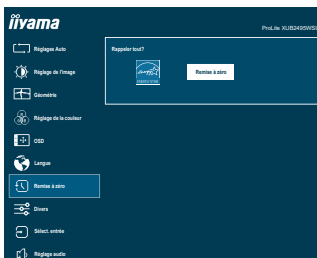 iiyama
ProLite XUB2495WSU
Réglages Auto
Réglage de l'image
Géométrie
Réglage de la couleur
OSD
Langue
Remise à zéro
Divers
Sélect. entrée
Réglage audio
Rappeler tout?
Remise à zéro